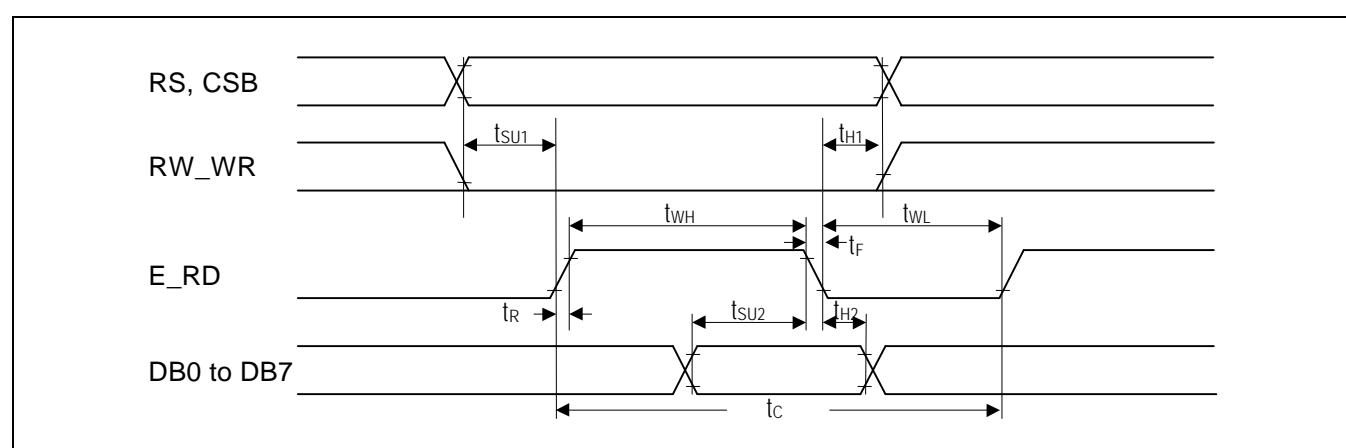 RS, CSB
tSU1
tH1
RW_WR
tWH
tWL
tF
E_RD
tR
tSU2
tH2
DB0 to DB7
tC